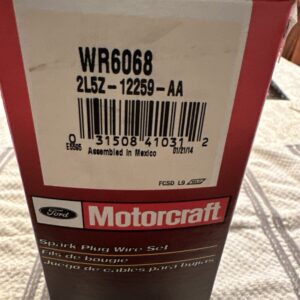 WR6068
2L5Z-12259-AA
0 31508 41031 2
E5595
Assembled in Mexico 01/21/14
FCSD L9
Ford Motorcraft
Spark Plug Wire Set
Fils de bougie
Juego de cables para bujías